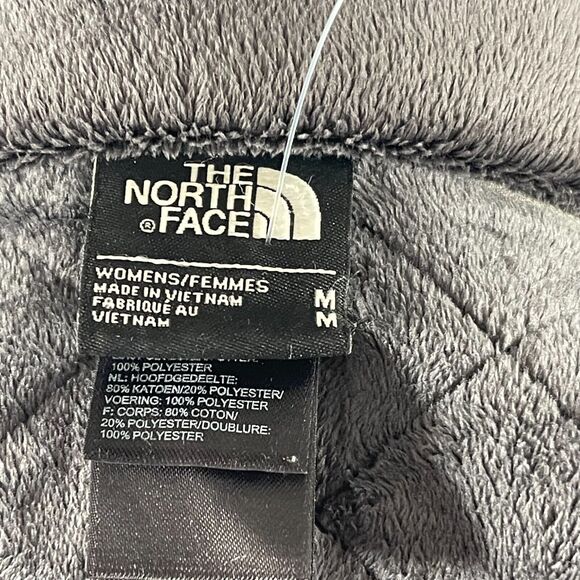 THE
NORTH
® FACE
WOMENS/FEMMES
MADE IN VIETNAM
FABRIQUÉ AU
VIETNAM
M
M
100% POLYESTER
NL: HOOFDGEDEELTE:
80% KATOEN/20% POLYESTER/
VOERING: 100% POLYESTER
F: CORPS: 80% COTON/
20% POLYESTER/DOUBLURE:
100% POLYESTER